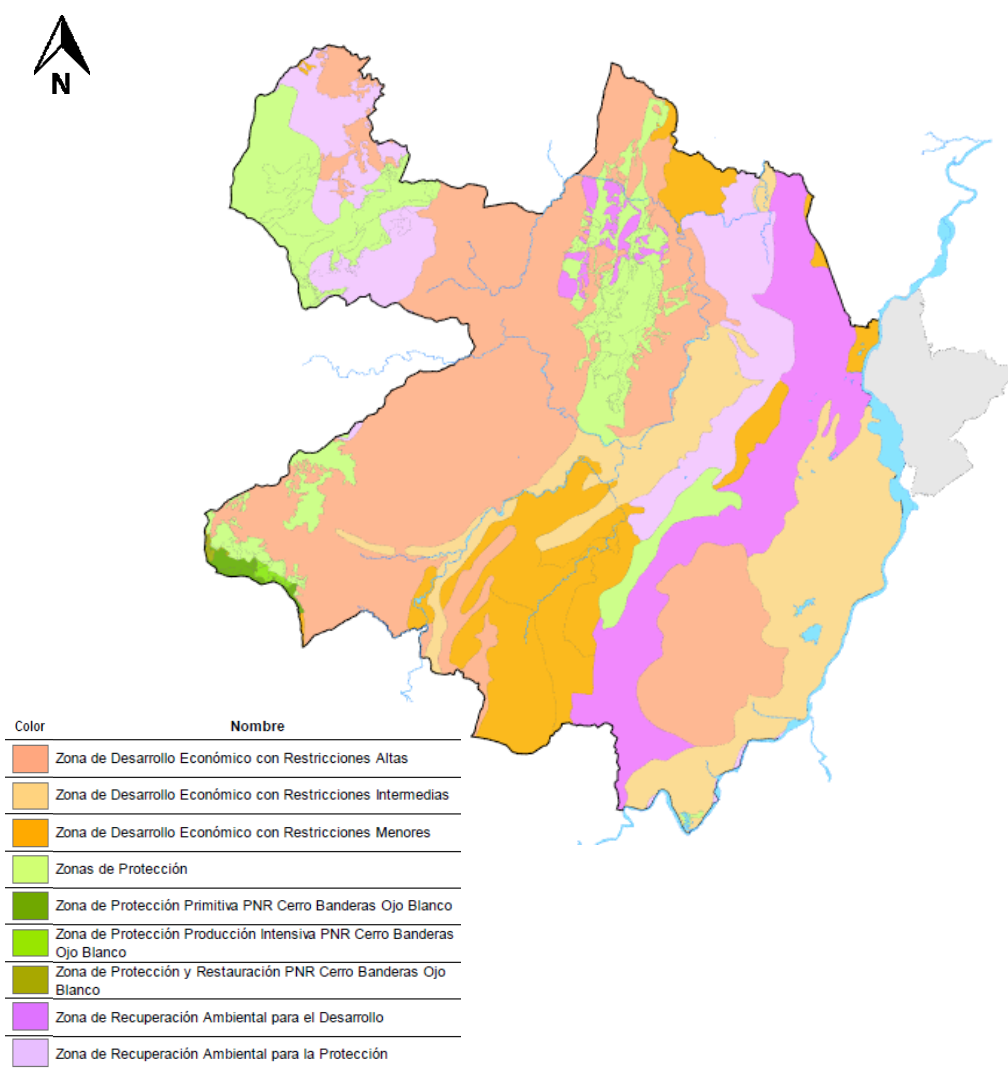 N
Color Nombre
Zona de Desarrollo Económico con Restricciones Altas
Zona de Desarrollo Económico con Restricciones Intermedias
Zona de Desarrollo Económico con Restricciones Menores
Zonas de Protección
Zona de Protección Primitiva PNR Cerro Banderas Ojo Blanco
Zona de Protección Producción Intensiva PNR Cerro Banderas
Ojo Blanco
Zona de Protección y Restauración PNR Cerro Banderas Ojo
Blanco
Zona de Recuperación Ambiental para el Desarrollo
Zona de Recuperación Ambiental para la Protección